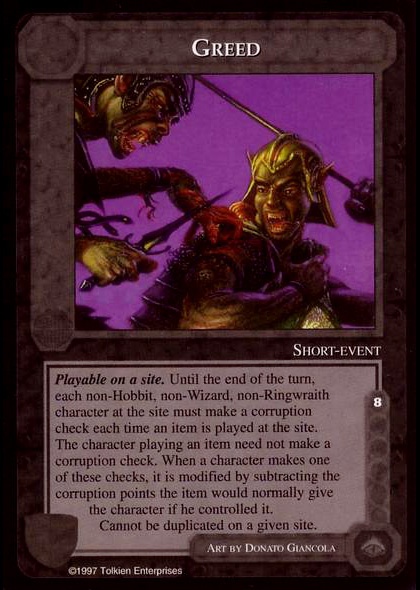 Greed
Short-event
Playable on a site. Until the end of the turn,
each non-Hobbit, non-Wizard, non-Ringwraith
character at the site must make a corruption
check each time an item is played at the site.
The character playing an item need not make a
corruption check. When a character makes one
of these checks, it is modified by subtracting the
corruption points the item would normally give
the character if he controlled it.
Cannot be duplicated on a given site.
8
Art by Donato Giancola
©1997 Tolkien Enterprises